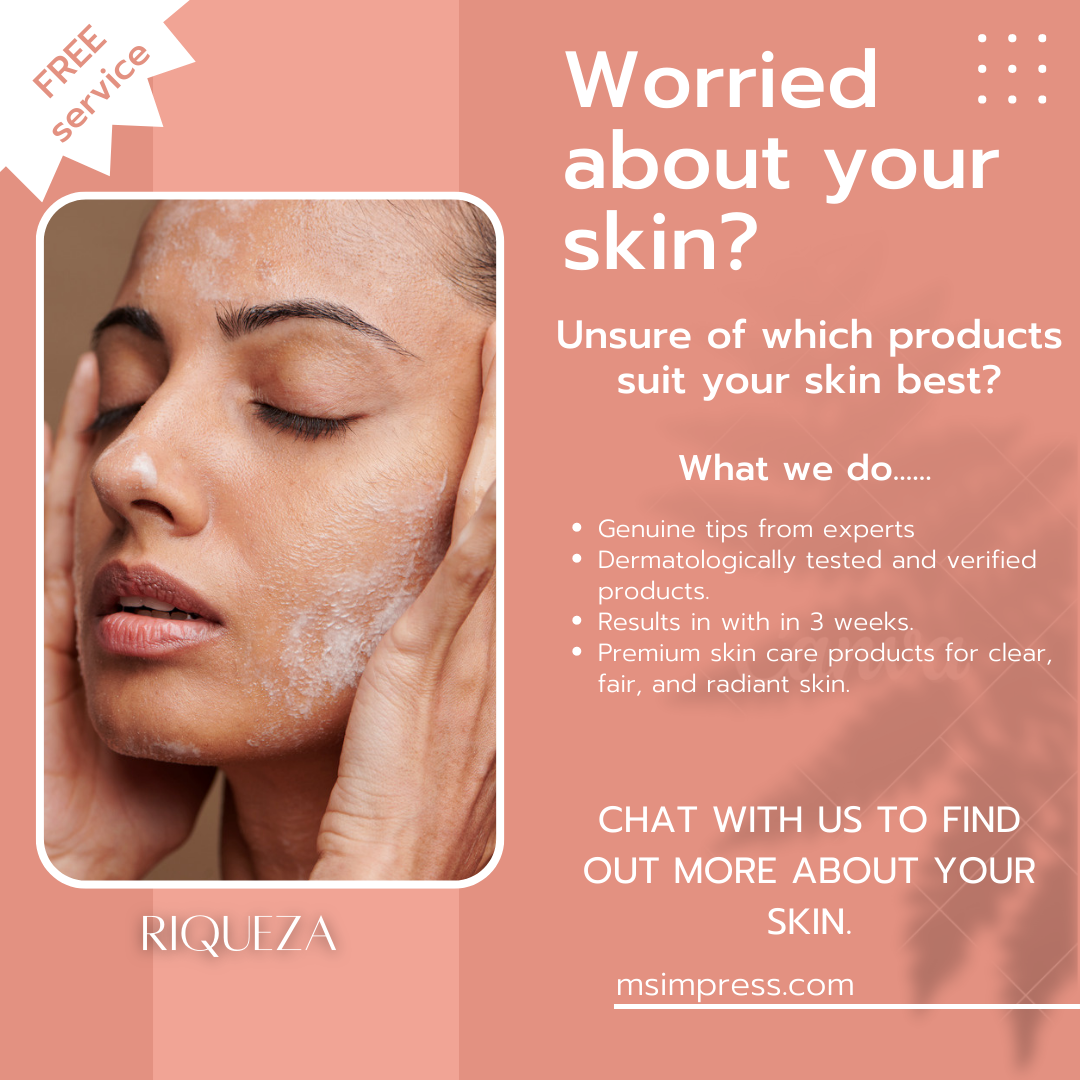 FREE
service
Worried
about your
skin?
Unsure of which products
suit your skin best?
What we do......
Genuine tips from experts
Dermatologically tested and verified
products.
Results in with in 3 weeks.
Premium skin care products for clear,
fair, and radiant skin.
CHAT WITH US TO FIND
OUT MORE ABOUT YOUR
SKIN.
RIQUEZA
msimpress.com